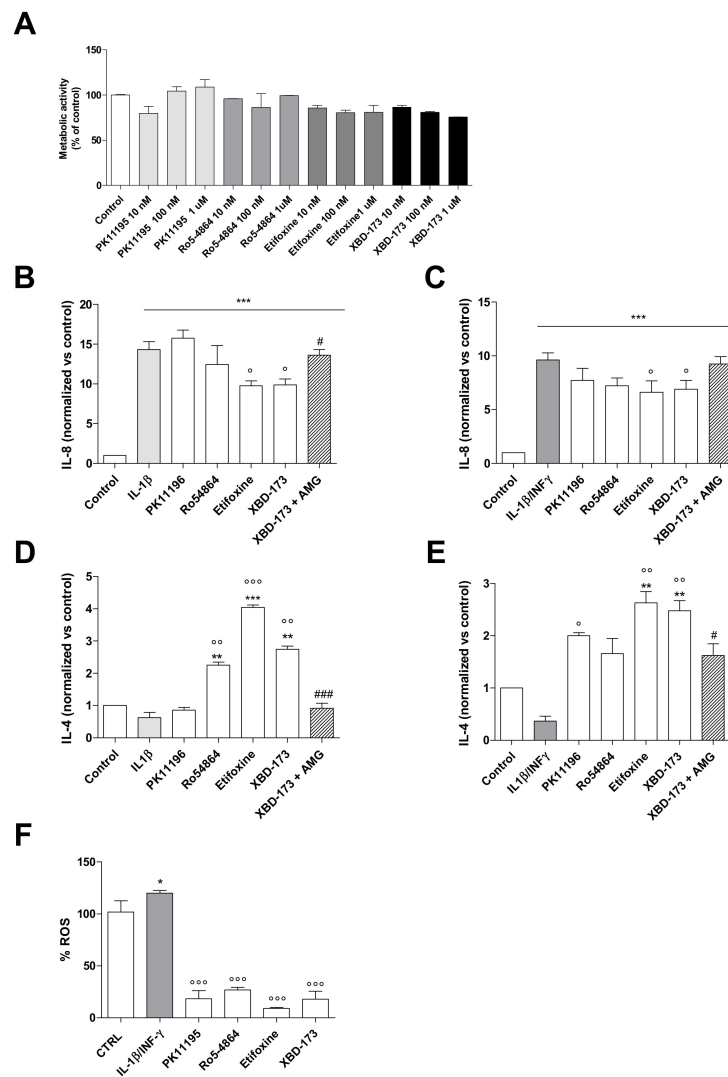 A
Metabolic activity
(% of control)
150
100
50
0
Control
PK11195 10 nM
PK11195 100 nM
PK11195 1 uM
Ro5-4864 10 nM
Ro5-4864 100 nM
Ro5-4864 1uM
Etifoxine 10 nM
Etifoxine 100 nM
Etifoxine1 uM
XBD-173 10 nM
XBD-173 100 nM
XBD-173 1 uM
B
IL-8 (normalized vs control)
20
15
10
5
0
***
°
°
#
Control
IL-1β
PK11196
Ro54864
Etifoxine
XBD-173
XBD-173 + AMG
C
IL-8 (normalized vs control)
15
10
5
0
***
°
°
Control
IL-1β/INFγ
PK11196
Ro54864
Etifoxine
XBD-173
XBD-173 + AMG
D
IL-4 (normalized vs control)
5
4
3
2
1
0
°°
**
°°°
***
°°
**
###
Control
IL1β
PK11196
Ro54864
Etifoxine
XBD-173
XBD-173 + AMG
E
IL-4 (normalized vs control)
3
2
1
0
°
°°
**
°°
**
#
Control
IL1β/INFγ
PK11196
Ro54864
Etifoxine
XBD-173
XBD-173 + AMG
F
% ROS
150
100
50
0
*
°°°
°°°
°°°
°°°
CTRL
IL-1β/INF-γ
PK11195
Ro5-4864
Etifoxine
XBD-173